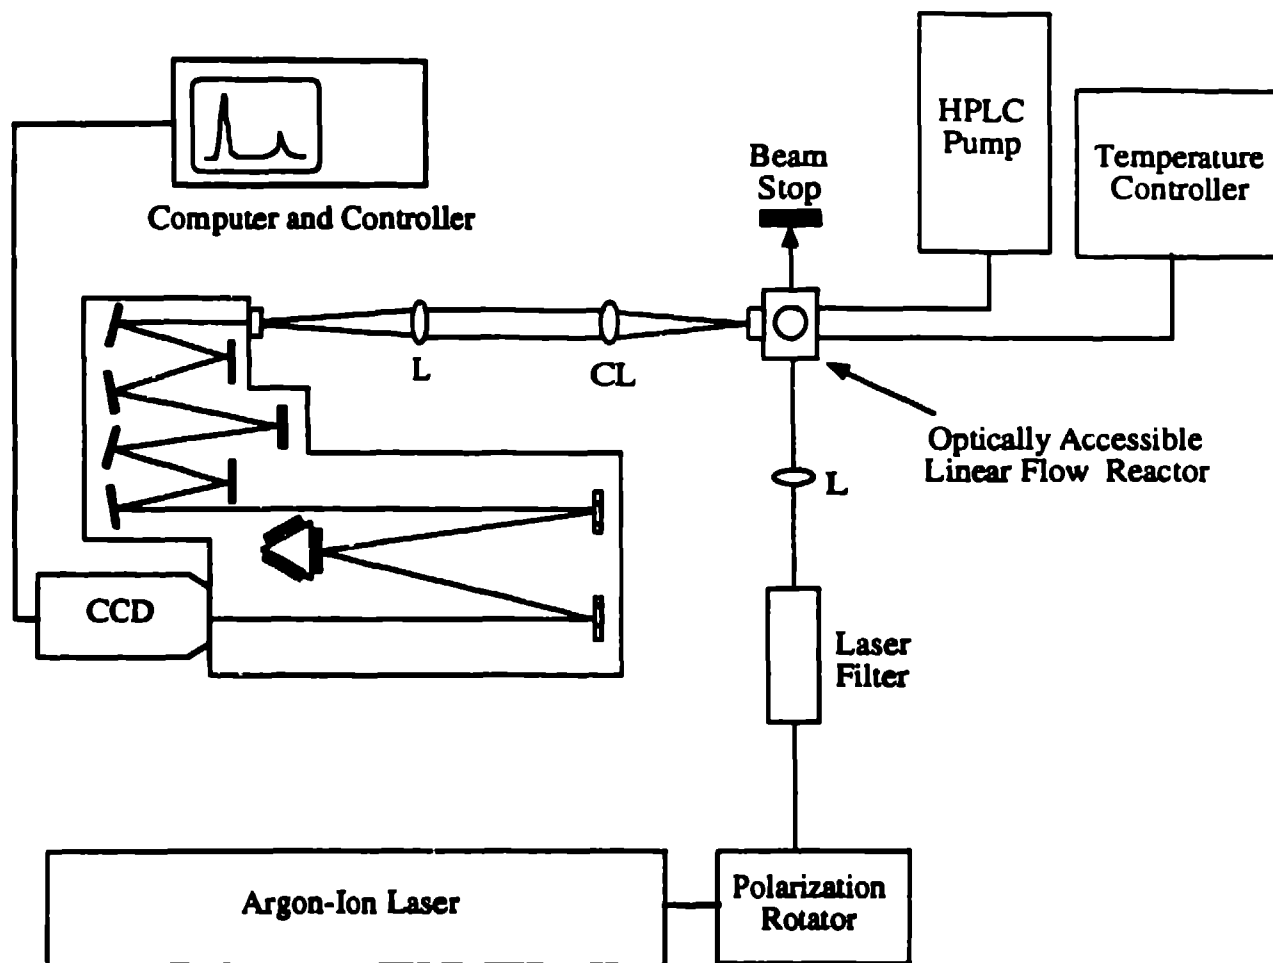 HPLC
Pump
Temperature
Controller
Beam
Stop
Computer and Controller
L
CL
Optically Accessible
Linear Flow Reactor
L
CCD
Laser
Filter
Argon-Ion Laser
Polarization
Rotator